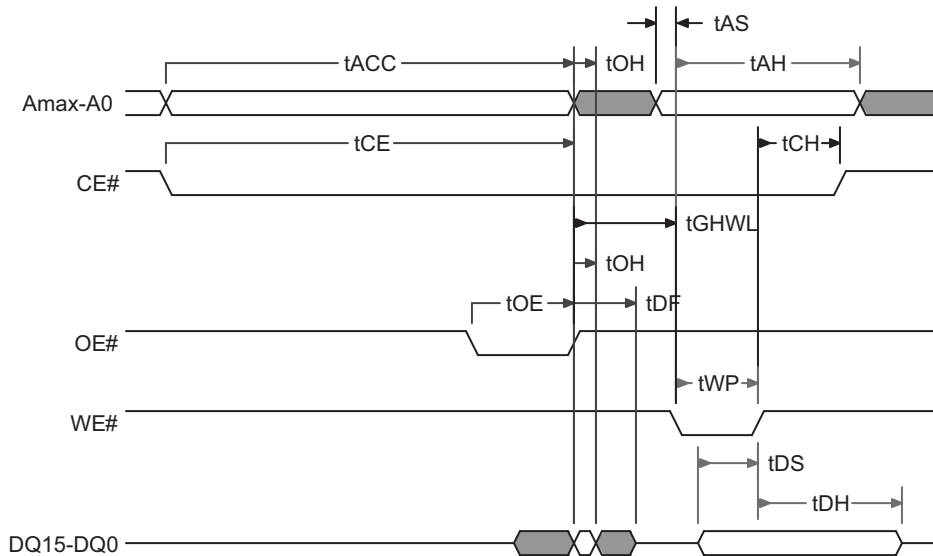 tAS
tACC
tOH
tAH
Amax-A0
tCE
tCH
CE#
tGHWL
tOH
tOE
tDF
OE#
tWP
WE#
tDS
tDH
DQ15-DQ0